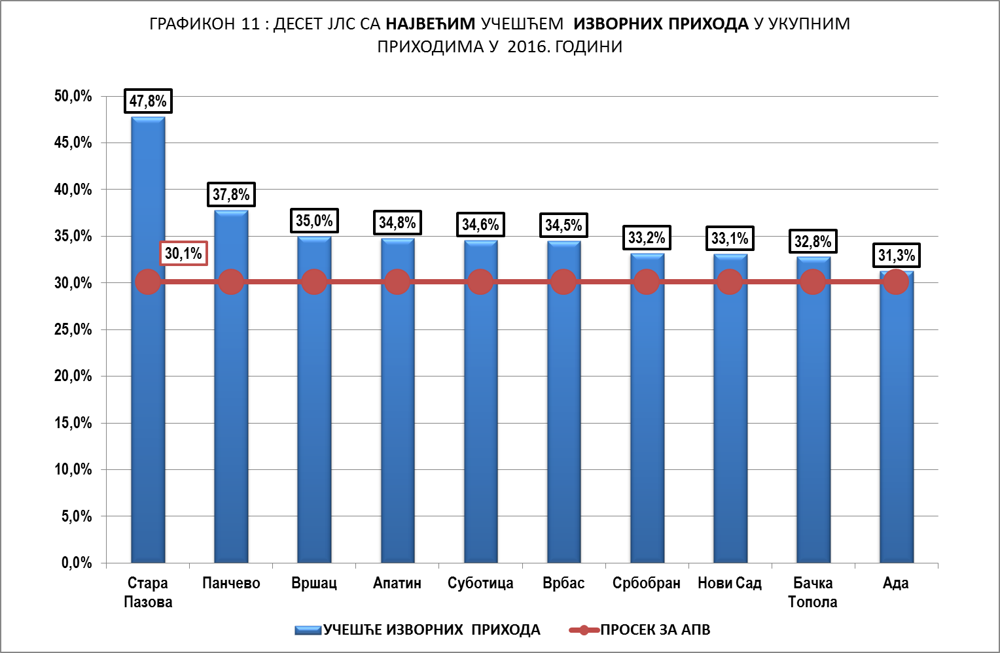 ГРАФИКОН 11 : ДЕСЕТ ЈЛС СА НАЈВЕЋИМ УЧЕШЋЕМ ИЗВОРНИХ ПРИХОДА У УКУПНИМ
ПРИХОДИМА У 2016. ГОДИНИ
50,0%
45,0%
40,0%
35,0%
30,0%
25,0%
20,0%
15,0%
10,0%
5,0%
0,0%
47,8%
37,8%
35,0%
34,8%
34,6%
34,5%
33,2%
33,1%
32,8%
31,3%
30,1%
Стара
Пазова
Панчево
Вршац
Апатин
Суботица
Врбас
Србобран
Нови Сад
Бачка
Топола
Ада
УЧЕШЋЕ ИЗВОРНИХ ПРИХОДА
ПРОСЕК ЗА АПВ